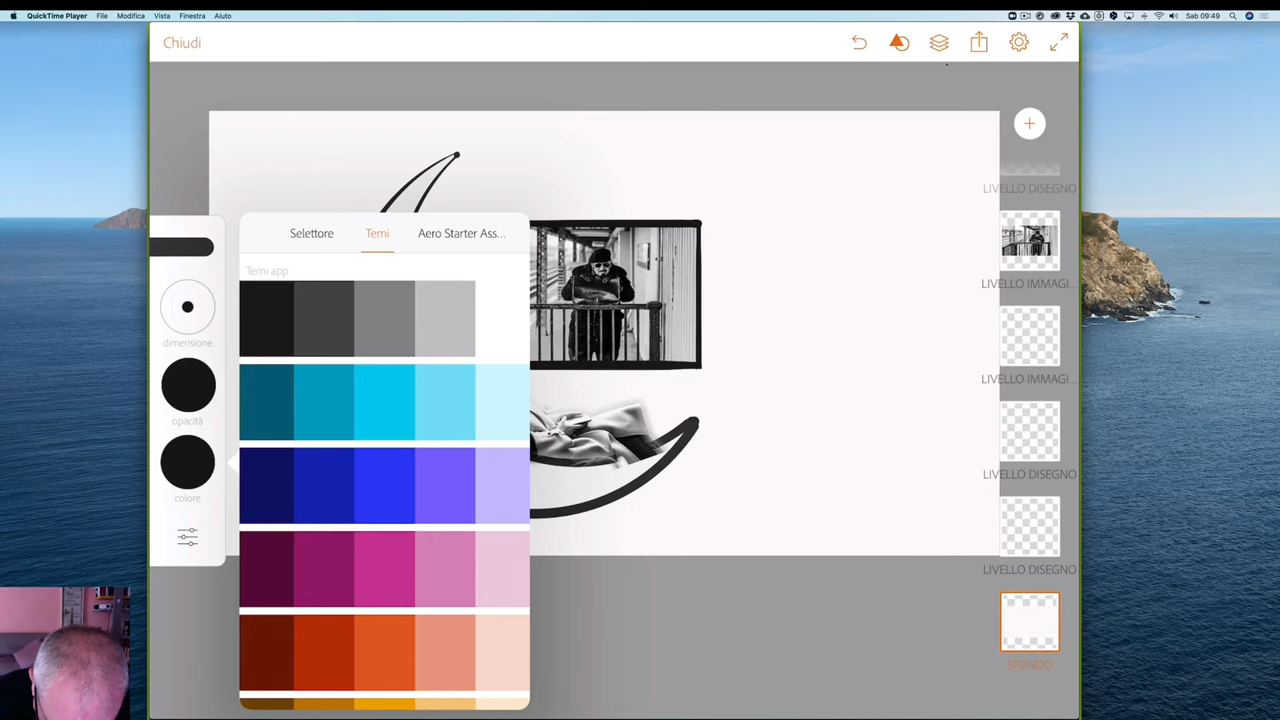 QuickTime Player File Modifica Vista Finestra Aiuto Sab 09:49
Chiudi
LIVELLO DISEGNO
Selettore Temi Aero Starter Ass...
Temi app
LIVELLO IMMAGI...
dimensione
LIVELLO IMMAGI...
opacità
LIVELLO DISEGNO
colore
LIVELLO DISEGNO
SFONDO